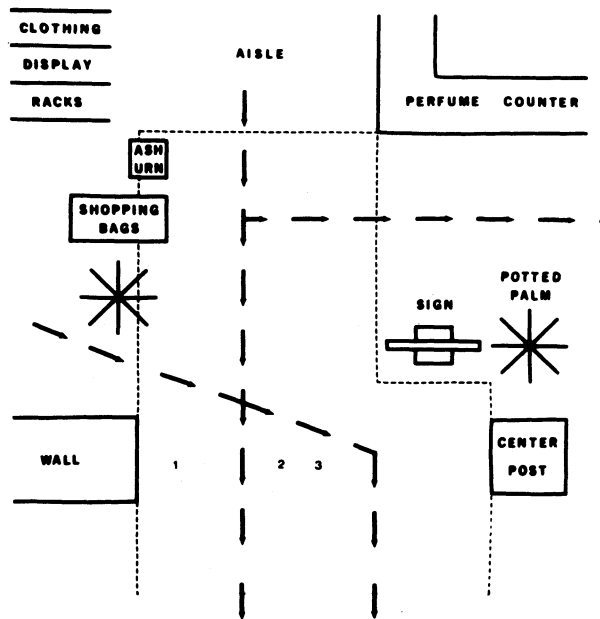 CLOTHING
DISPLAY
RACKS
AISLE
PERFUME COUNTER
ASH
URN
SHOPPING
BAGS
POTTED
PALM
SIGN
WALL
1
2
3
CENTER
POST